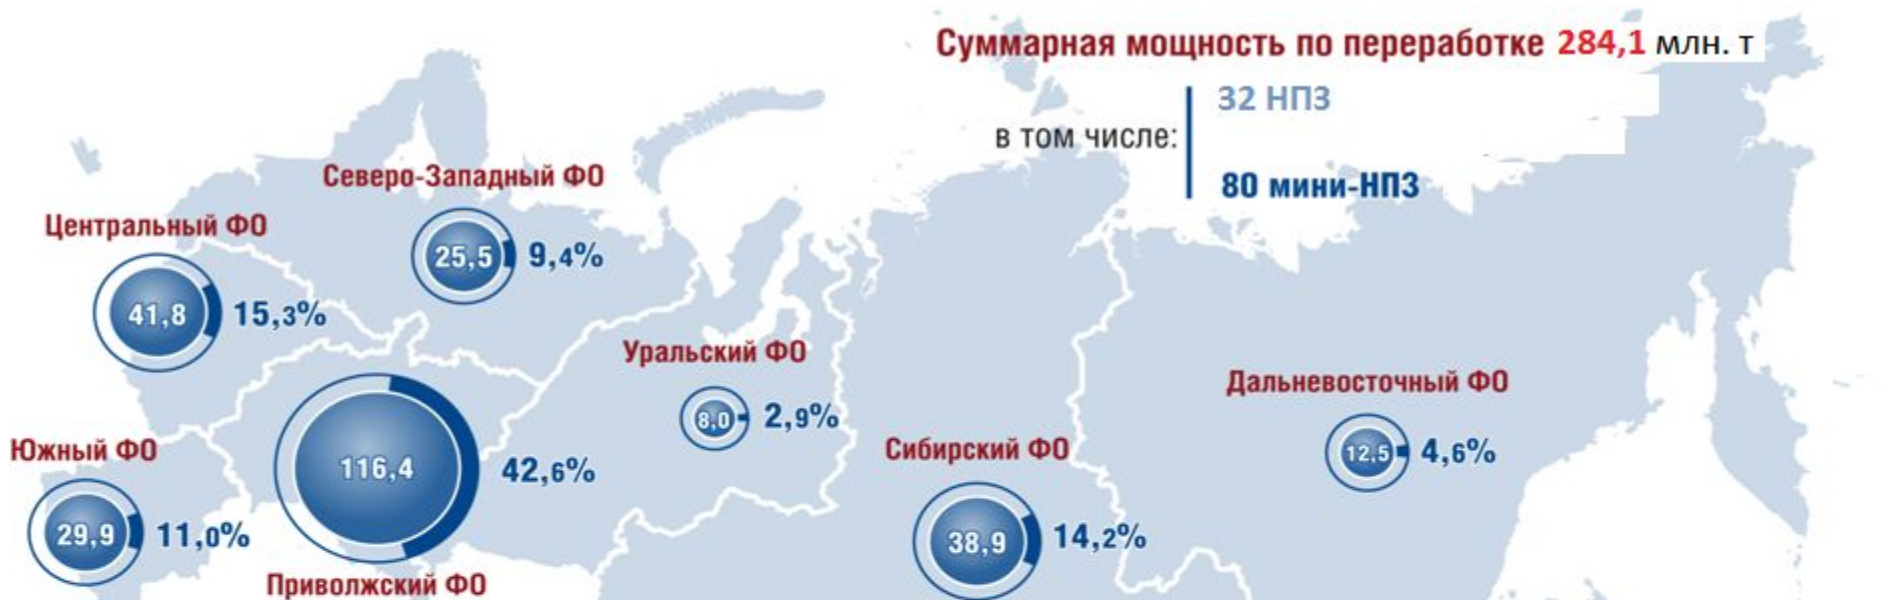 Суммарная мощность по переработке 284,1 млн. т
в том числе:
32 НПЗ
80 мини-НПЗ
Северо-Западный ФО
25,5 9,4%
Центральный ФО
41,8 15,3%
Уральский ФО
8,0 2,9%
Дальневосточный ФО
12,5 4,6%
Южный ФО
29,9 11,0%
116,4 42,6%
Приволжский ФО
Сибирский ФО
38,9 14,2%